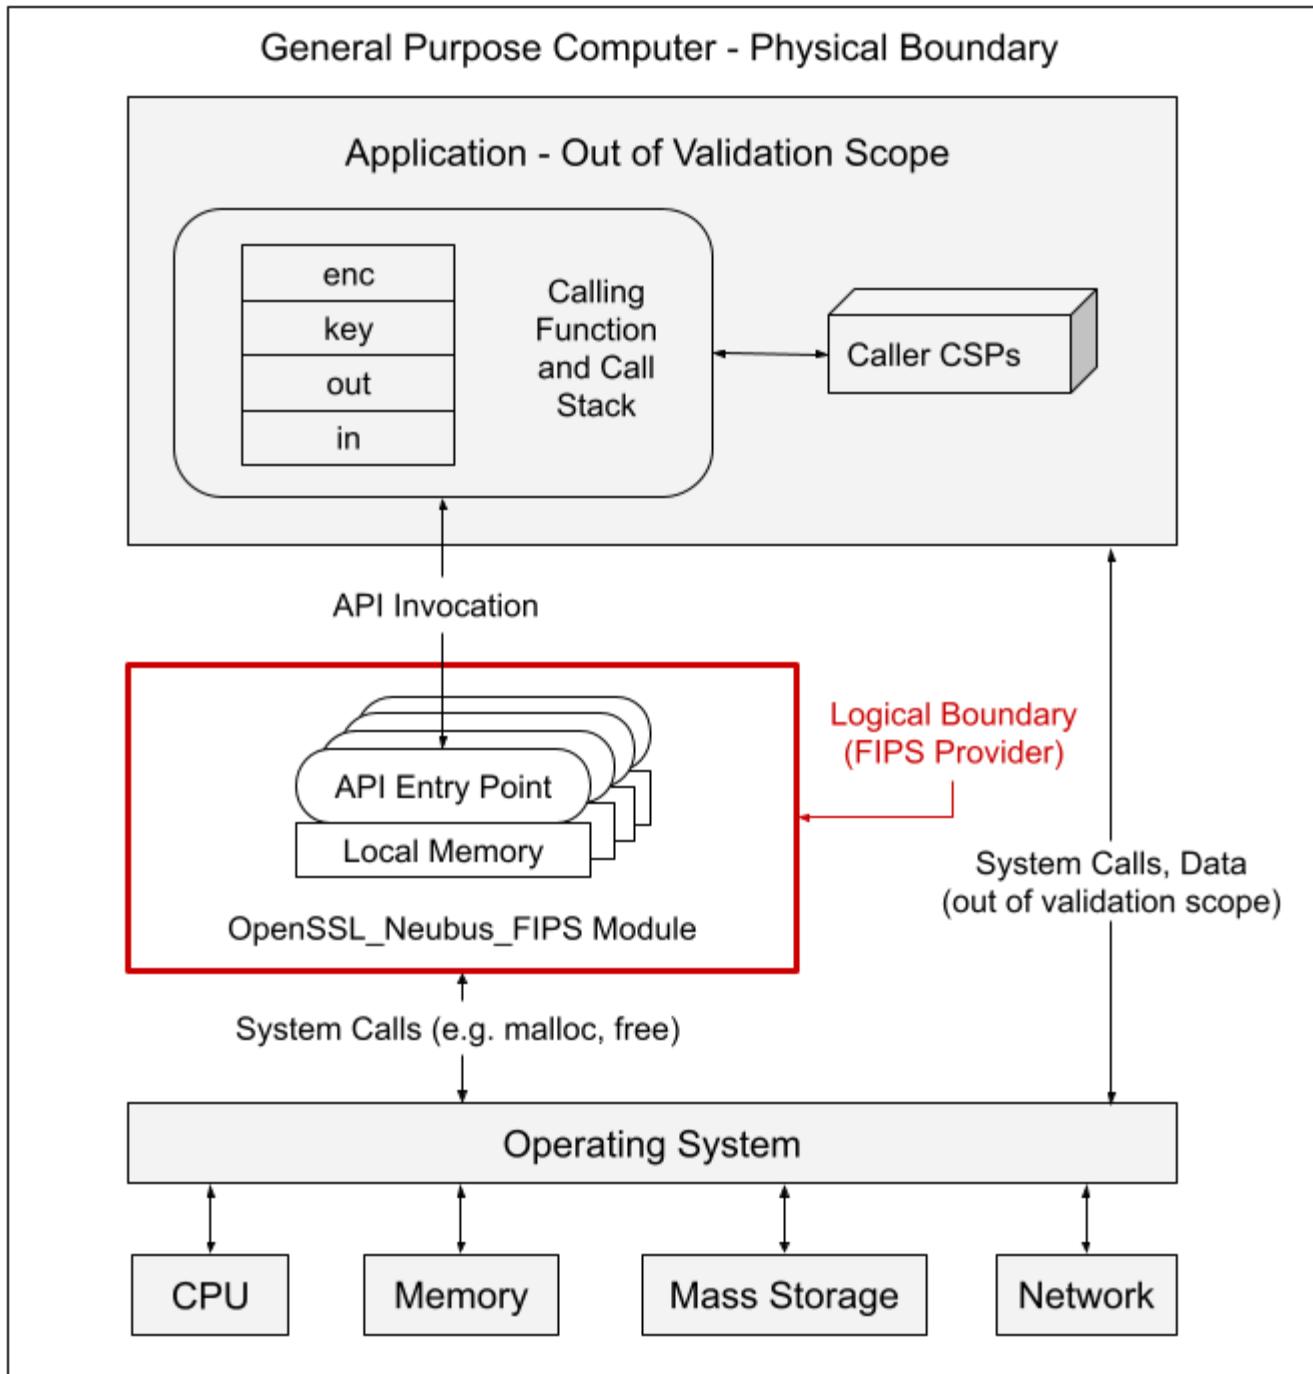 General Purpose Computer - Physical Boundary
Application - Out of Validation Scope
enc
key
out
in
Calling
Function
and Call
Stack
Caller CSPs
API Invocation
Logical Boundary
(FIPS Provider)
API Entry Point
Local Memory
OpenSSL_Neubus_FIPS Module
System Calls, Data
(out of validation scope)
System Calls (e.g. malloc, free)
Operating System
CPU
Memory
Mass Storage
Network